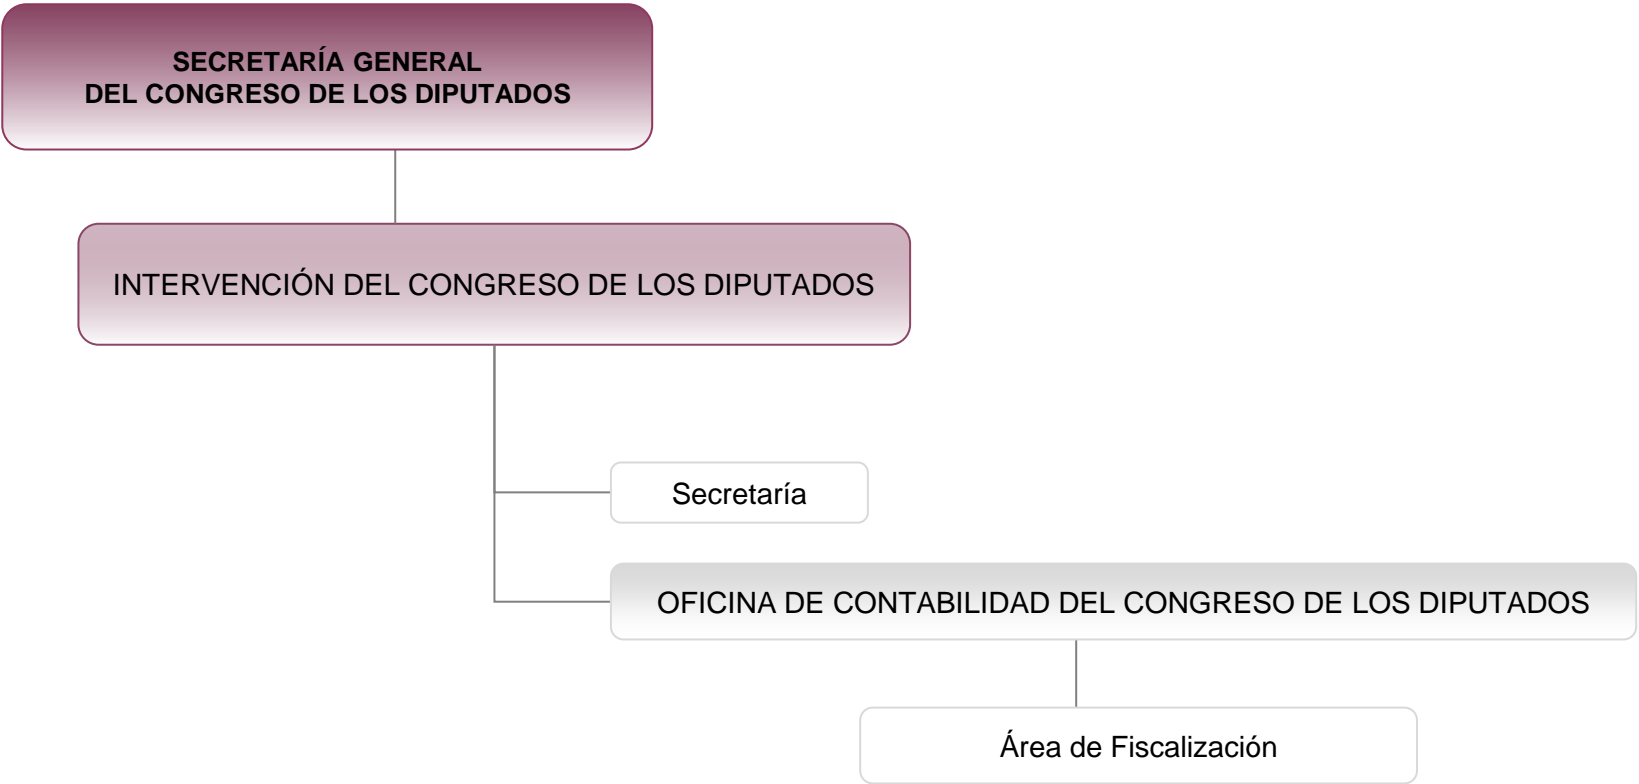 SECRETARÍA GENERAL
DEL CONGRESO DE LOS DIPUTADOS
INTERVENCIÓN DEL CONGRESO DE LOS DIPUTADOS
Secretaría
OFICINA DE CONTABILIDAD DEL CONGRESO DE LOS DIPUTADOS
Área de Fiscalización